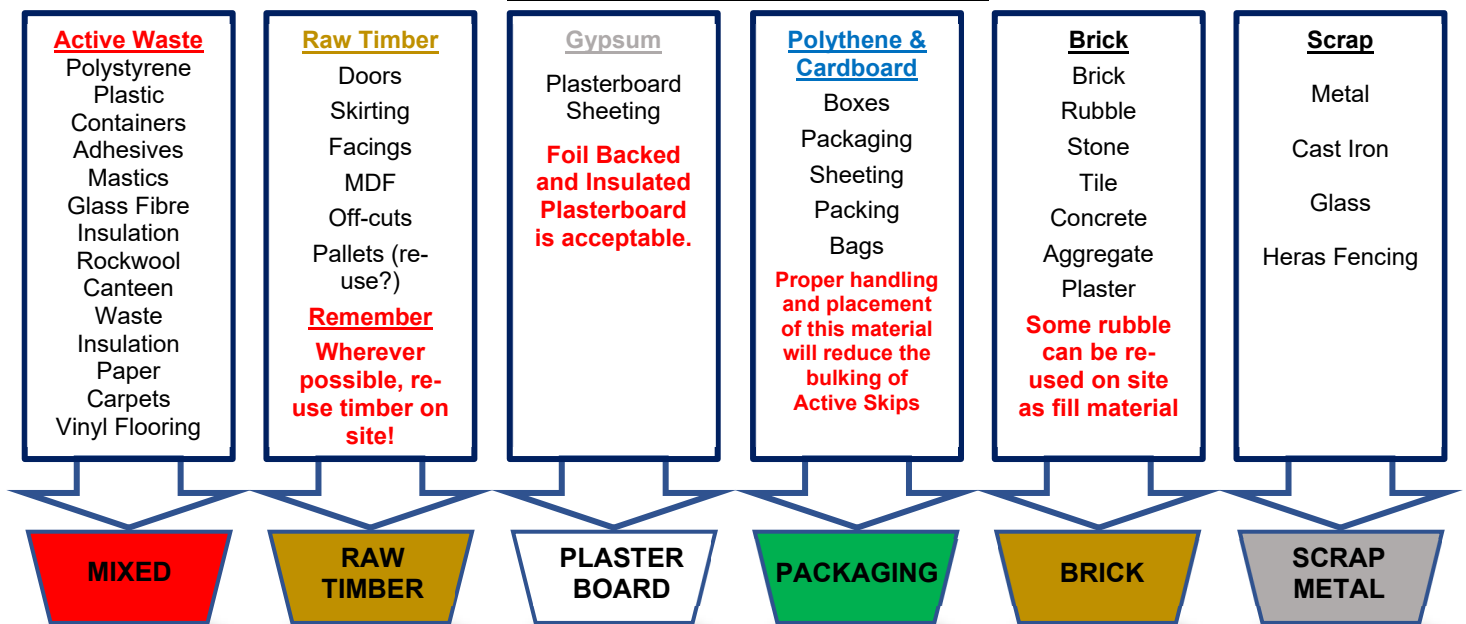 Active Waste
Polystyrene
Plastic
Containers
Adhesives
Mastics
Glass Fibre
Insulation
Rockwool
Canteen
Waste
Insulation
Paper
Carpets
Vinyl Flooring
MIXED
Raw Timber
Doors
Skirting
Facings
MDF
Off-cuts
Pallets (re-
use?)
Remember
Wherever
possible, re-
use timber on
site!
RAW
TIMBER
Gypsum
Plasterboard
Sheeting
Foil Backed
and Insulated
Plasterboard
is acceptable.
PLASTER
BOARD
Polythene &
Cardboard
Boxes
Packaging
Sheeting
Packing
Bags
Proper handling
and placement
of this material
will reduce the
bulking of
Active Skips
PACKAGING
Brick
Brick
Rubble
Stone
Tile
Concrete
Aggregate
Plaster
Some rubble
can be re-
used on site
as fill material
BRICK
Scrap
Metal
Cast Iron
Glass
Heras Fencing
SCRAP
METAL